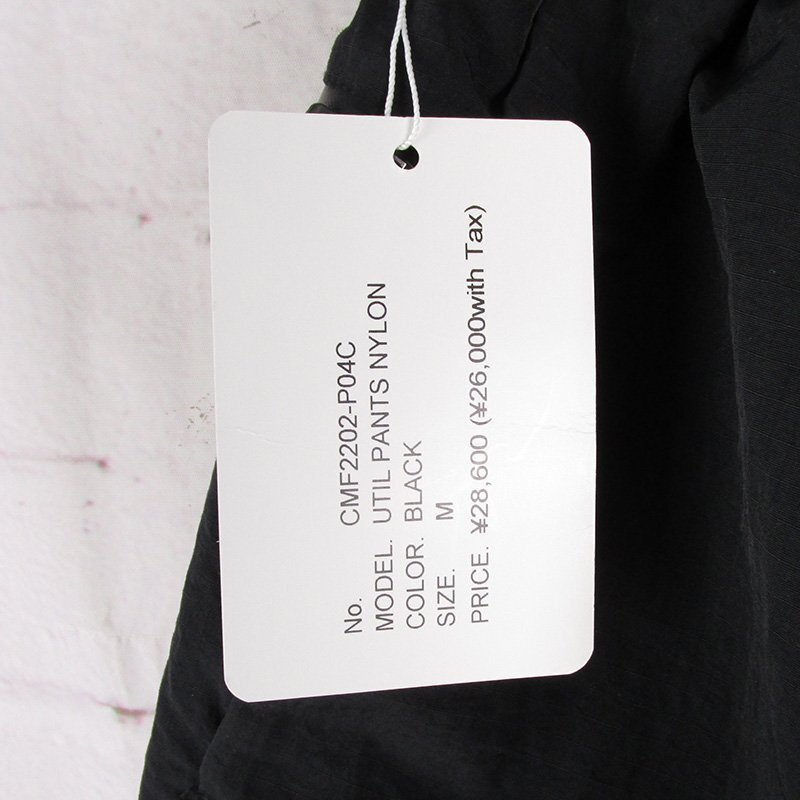 No. CMF2202-P04C
MODEL. UTIL PANTS NYLON
COLOR. BLACK
SIZE. M
PRICE. ¥28,600 (¥26,000with Tax)